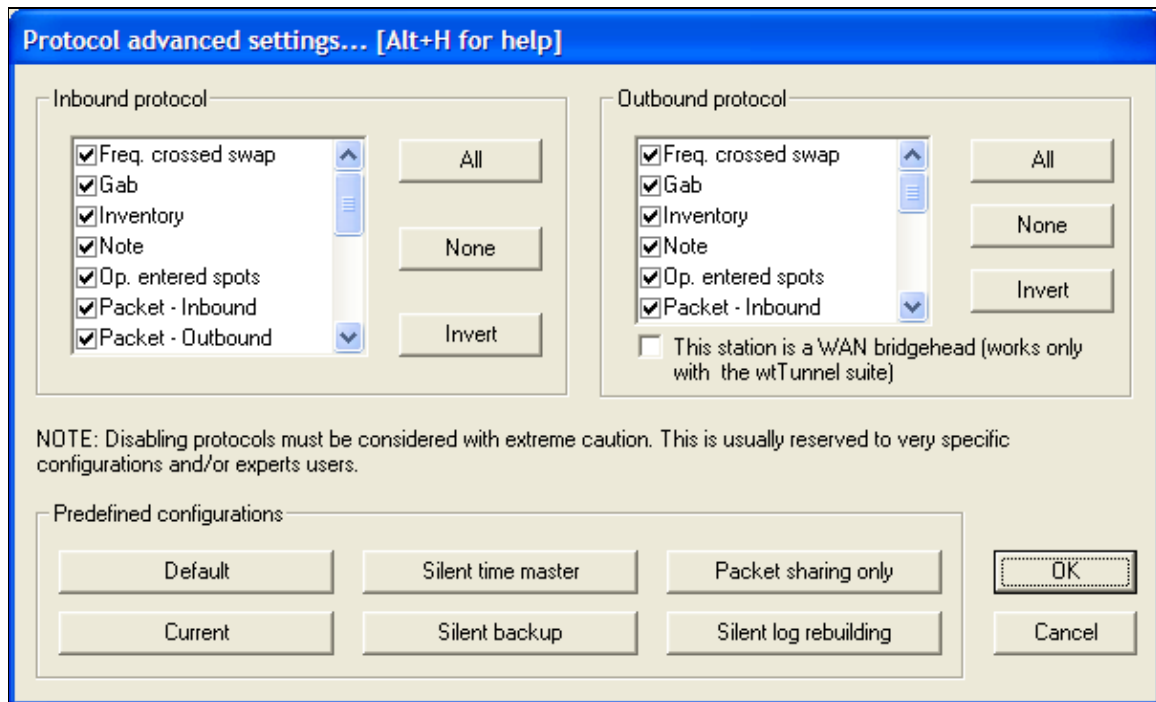 Protocol advanced settings... [Alt+H for help]
Inbound protocol
Freq. crossed swap
Gab
Inventory
Note
Op. entered spots
Packet - Inbound
Packet - Outbound
All
None
Invert
Outbound protocol
Freq. crossed swap
Gab
Inventory
Note
Op. entered spots
Packet - Inbound
All
None
Invert
This station is a WAN bridgehead (works only
with the wtTunnel suite)
NOTE: Disabling protocols must be considered with extreme caution. This is usually reserved to very specific
configurations and/or experts users.
Predefined configurations
Default
Silent time master
Packet sharing only
OK
Current
Silent backup
Silent log rebuilding
Cancel